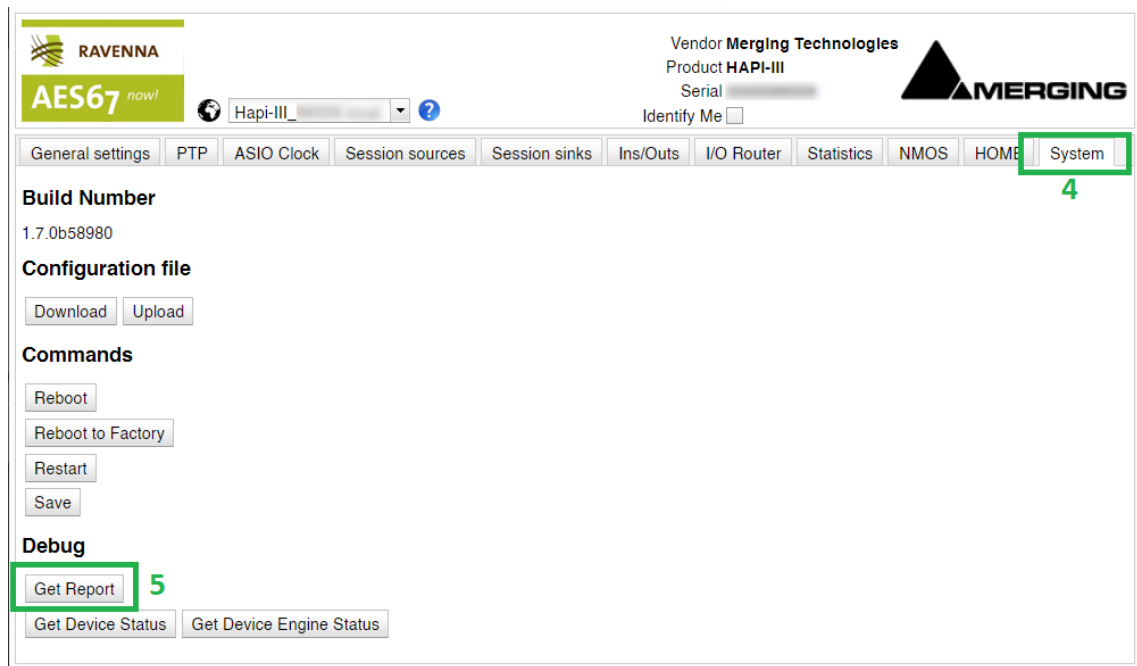 RAVENNA
AES67 now!
Hapi-III_
?
Vendor Merging Technologies
Product HAPI-III
Serial
Identify Me
MERGING
General settings PTP ASIO Clock Session sources Session sinks Ins/Outs I/O Router Statistics NMOS HOME System
4
Build Number
1.7.0b58980
Configuration file
Download Upload
Commands
Reboot
Reboot to Factory
Restart
Save
Debug
Get Report 5
Get Device Status Get Device Engine Status